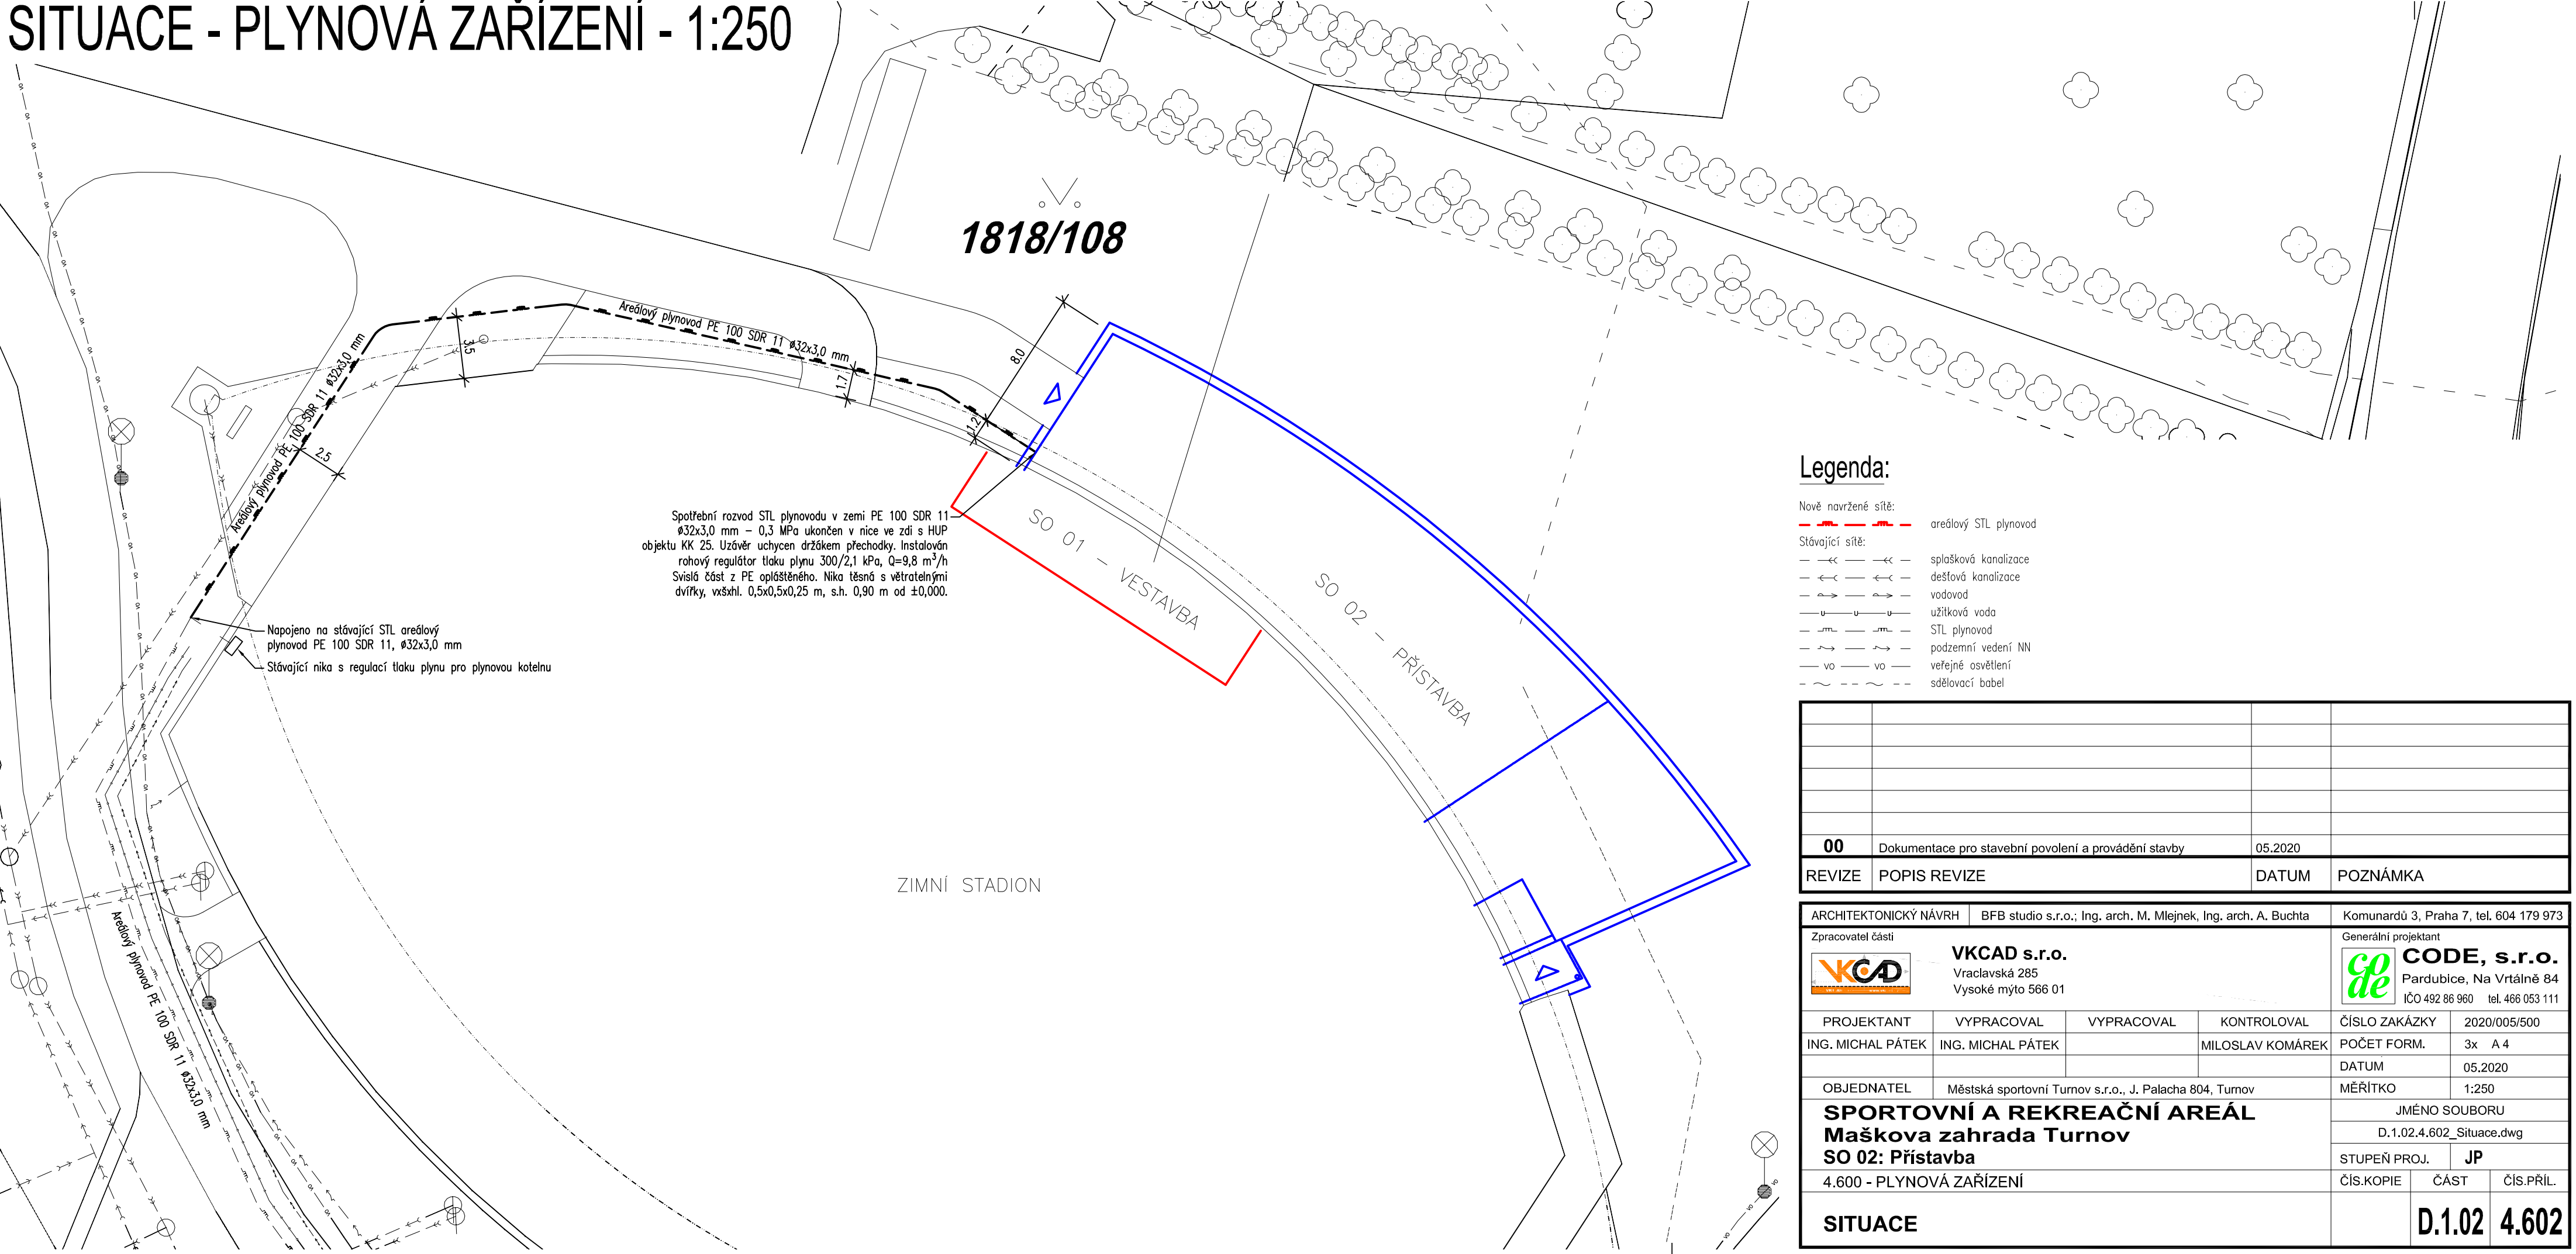 SITUACE - PLYNOVÁ ZAŘÍZENÍ - 1:250
1818/108
Areálový plynovod PE 100 SDR 11 ø32x3,0 mm
Areálový plynovod PE 100 SDR 11 ø32x3,0 mm
3.5
1.7
8.0
1.2
2.5
Spotřební rozvod STL plynovodu v zemi PE 100 SDR 11
ø32x3,0 mm – 0,3 MPa ukončen v nice ve zdi s HUP
objektu KK 25. Uzávěr uchycen držákem přechodky. Instalován
rohový regulátor tlaku plynu 300/2,1 kPa, Q=9,8 m³/h
Svislá část z PE opláštěného. Nika těsná s větratelnými
dvířky, vxšxhl. 0,5x0,5x0,25 m, s.h. 0,90 m od ±0,000.
Napojeno na stávající STL areálový
plynovod PE 100 SDR 11, ø32x3,0 mm
Stávající nika s regulací tlaku plynu pro plynovou kotelnu
SO 01 – VESTAVBA
SO 02 – PŘÍSTAVBA
ZIMNÍ STADION
Areálový plynovod PE 100 SDR 11 ø32x3,0 mm
Legenda:
Nově navržené sítě:
areálový STL plynovod
Stávající sítě:
splašková kanalizace
dešťová kanalizace
vodovod
u u u užitková voda
STL plynovod
podzemní vedení NN
vo vo veřejné osvětlení
sdělovací babel
00 Dokumentace pro stavební povolení a provádění stavby 05.2020
REVIZE POPIS REVIZE DATUM POZNÁMKA
ARCHITEKTONICKÝ NÁVRH BFB studio s.r.o.; Ing. arch. M. Mlejnek, Ing. arch. A. Buchta Komunardů 3, Praha 7, tel. 604 179 973
Zpracovatel části
VKCAD
VKCAD s.r.o.
Vraclavská 285
Vysoké mýto 566 01
Generální projektant
code
CODE, s.r.o.
Pardubice, Na Vrtálně 84
IČO 492 86 960 tel. 466 053 111
PROJEKTANT VYPRACOVAL VYPRACOVAL KONTROLOVAL ČÍSLO ZAKÁZKY 2020/005/500
ING. MICHAL PÁTEK ING. MICHAL PÁTEK MILOSLAV KOMÁREK POČET FORM. 3x A 4
DATUM 05.2020
OBJEDNATEL Městská sportovní Turnov s.r.o., J. Palacha 804, Turnov MĚŘÍTKO 1:250
SPORTOVNÍ A REKREAČNÍ AREÁL
Maškova zahrada Turnov
SO 02: Přístavba
JMÉNO SOUBORU
D.1.02.4.602_Situace.dwg
STUPEŇ PROJ. JP
4.600 - PLYNOVÁ ZAŘÍZENÍ ČÍS.KOPIE ČÁST ČÍS.PŘÍL.
SITUACE D.1.02 4.602